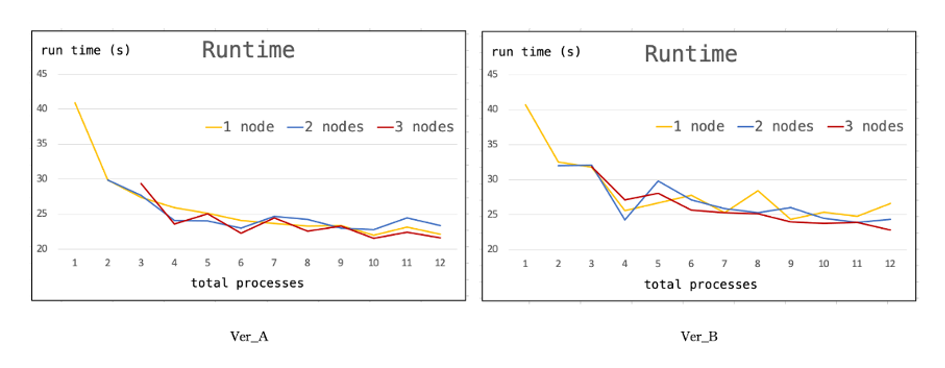 run time (s) Runtime
45
40
1 node 2 nodes 3 nodes
35
30
25
20
1 2 3 4 5 6 7 8 9 10 11 12
total processes
Ver_A
run time (s) Runtime
45
40
1 node 2 nodes 3 nodes
35
30
25
20
1 2 3 4 5 6 7 8 9 10 11 12
total processes
Ver_B